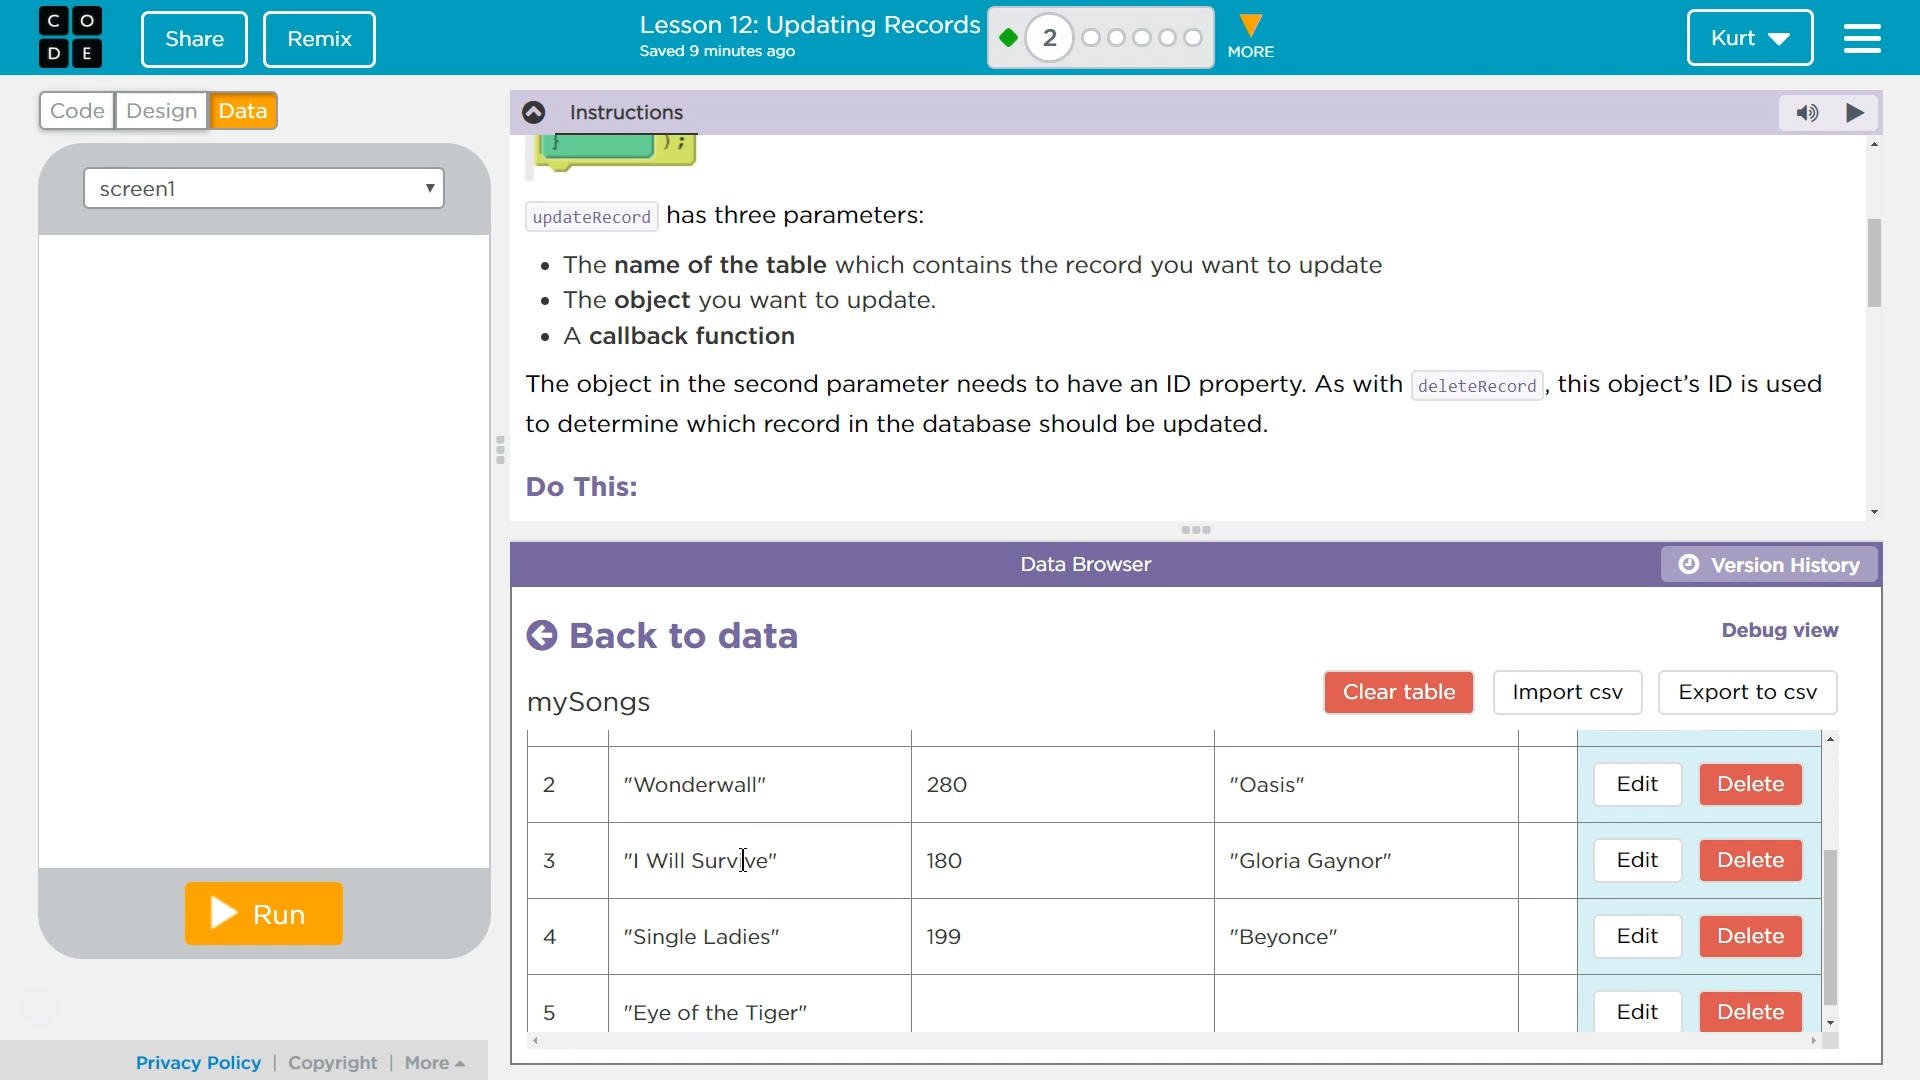 C O
D E
Share
Remix
Lesson 12: Updating Records
Saved 9 minutes ago
2
MORE
Kurt
Code
Design
Data
screen1
Run
Instructions
} );
updateRecord has three parameters:
• The name of the table which contains the record you want to update
• The object you want to update.
• A callback function
The object in the second parameter needs to have an ID property. As with deleteRecord, this object's ID is used
to determine which record in the database should be updated.
Do This:
Data Browser
Version History
Back to data
Debug view
mySongs
Clear table
Import csv
Export to csv
2 "Wonderwall" 280 "Oasis" Edit Delete
3 "I Will Survive" 180 "Gloria Gaynor" Edit Delete
4 "Single Ladies" 199 "Beyonce" Edit Delete
5 "Eye of the Tiger" Edit Delete
Privacy Policy | Copyright | More